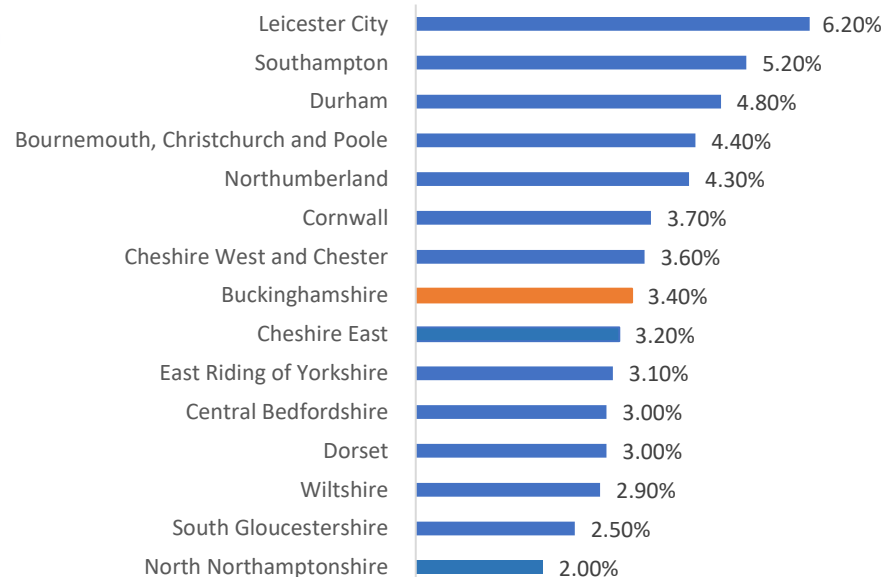 Leicester City 6.20%
Southampton 5.20%
Durham 4.80%
Bournemouth, Christchurch and Poole 4.40%
Northumberland 4.30%
Cornwall 3.70%
Cheshire West and Chester 3.60%
Buckinghamshire 3.40%
Cheshire East 3.20%
East Riding of Yorkshire 3.10%
Central Bedfordshire 3.00%
Dorset 3.00%
Wiltshire 2.90%
South Gloucestershire 2.50%
North Northamptonshire 2.00%